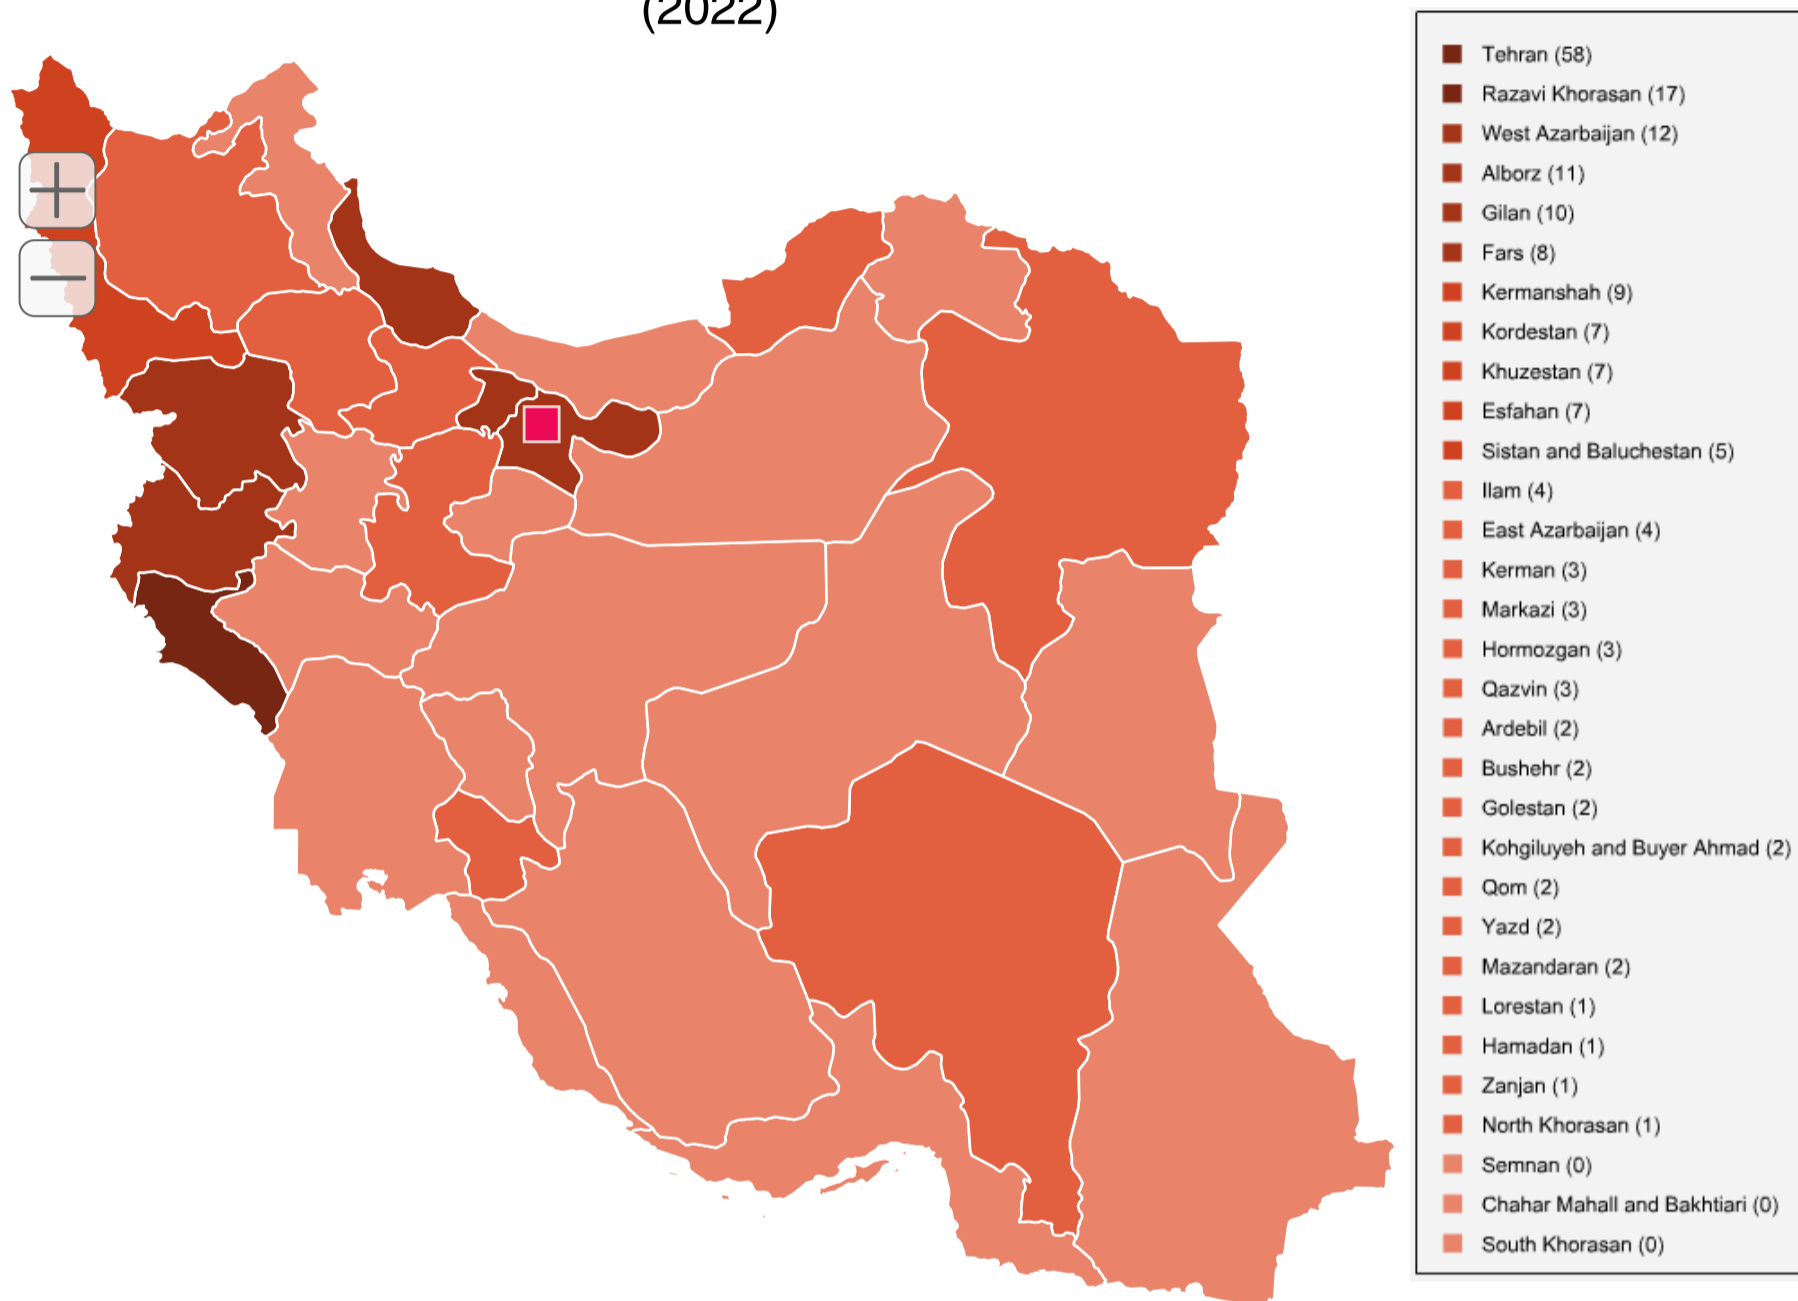 (2022)
Tehran (58)
Razavi Khorasan (17)
West Azarbaijan (12)
Alborz (11)
Gilan (10)
Fars (8)
Kermanshah (9)
Kordestan (7)
Khuzestan (7)
Esfahan (7)
Sistan and Baluchestan (5)
Ilam (4)
East Azarbaijan (4)
Kerman (3)
Markazi (3)
Hormozgan (3)
Qazvin (3)
Ardebil (2)
Bushehr (2)
Golestan (2)
Kohgiluyeh and Buyer Ahmad (2)
Qom (2)
Yazd (2)
Mazandaran (2)
Lorestan (1)
Hamadan (1)
Zanjan (1)
North Khorasan (1)
Semnan (0)
Chahar Mahall and Bakhtiari (0)
South Khorasan (0)